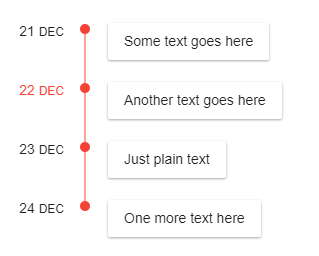 21 DEC
Some text goes here
22 DEC
Another text goes here
23 DEC
Just plain text
24 DEC
One more text here